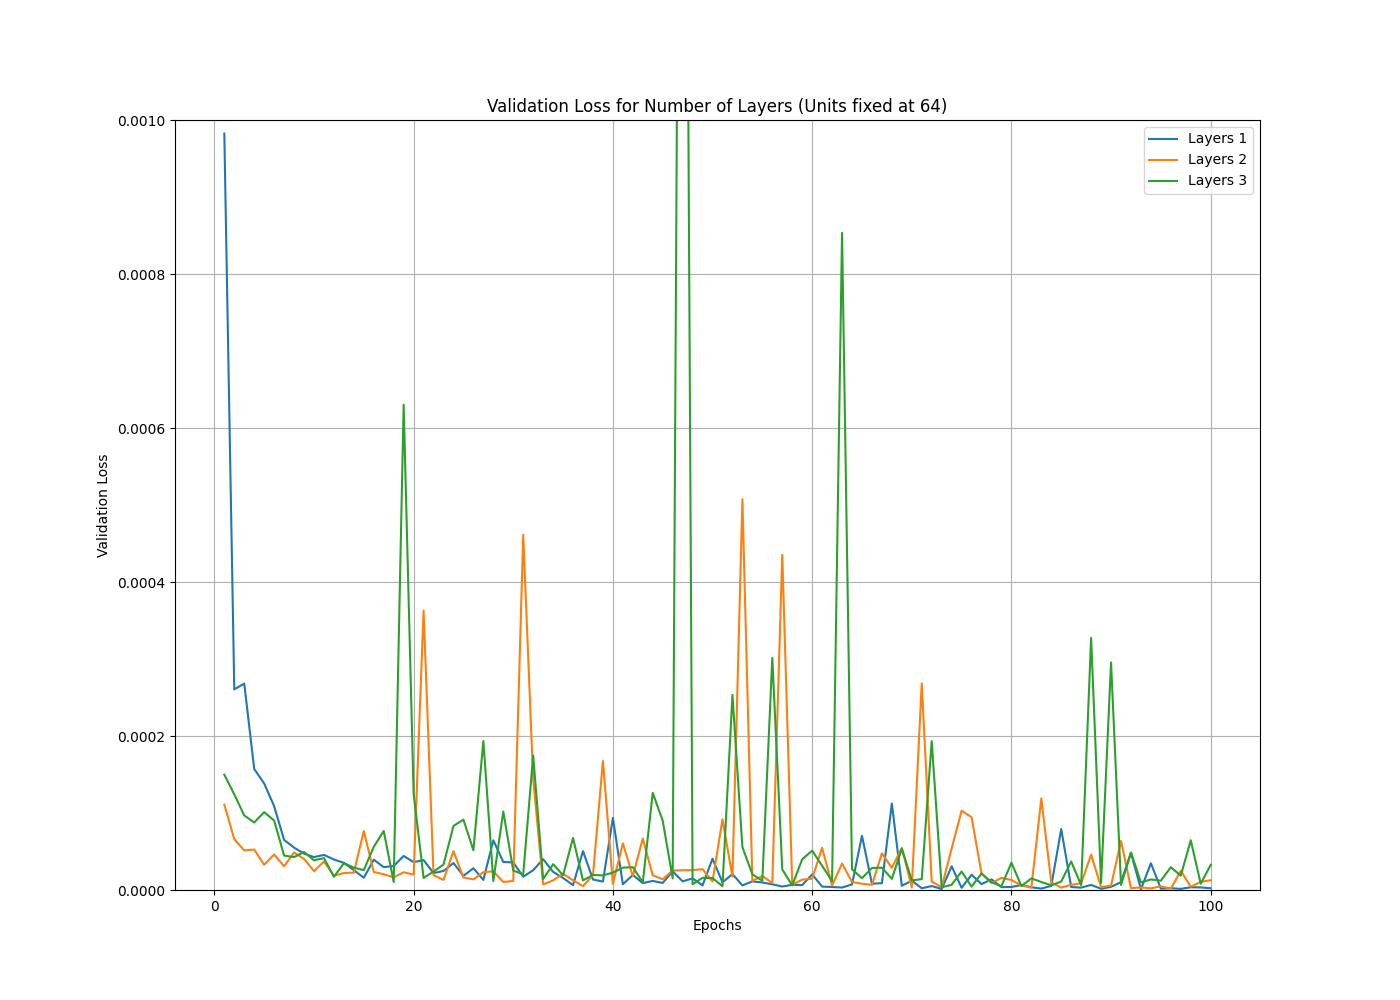 Validation Loss for Number of Layers (Units fixed at 64)
0.0010
0.0008
0.0006
0.0004
0.0002
0.0000
Validation Loss
Layers 1
Layers 2
Layers 3
0 20 40 60 80 100
Epochs